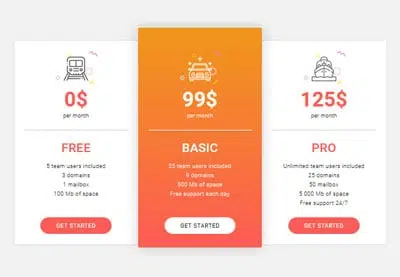 0$
per month
FREE
5 team users included
3 domains
1 mailbox
100 Mb of space
GET STARTED
99$
per month
BASIC
25 team users included
9 domains
500 Mb of space
Free support each day
GET STARTED
125$
per month
PRO
Unlimited team users included
25 domains
50 mailbox
5 000 Mb of space
Free support 24/7
GET STARTED